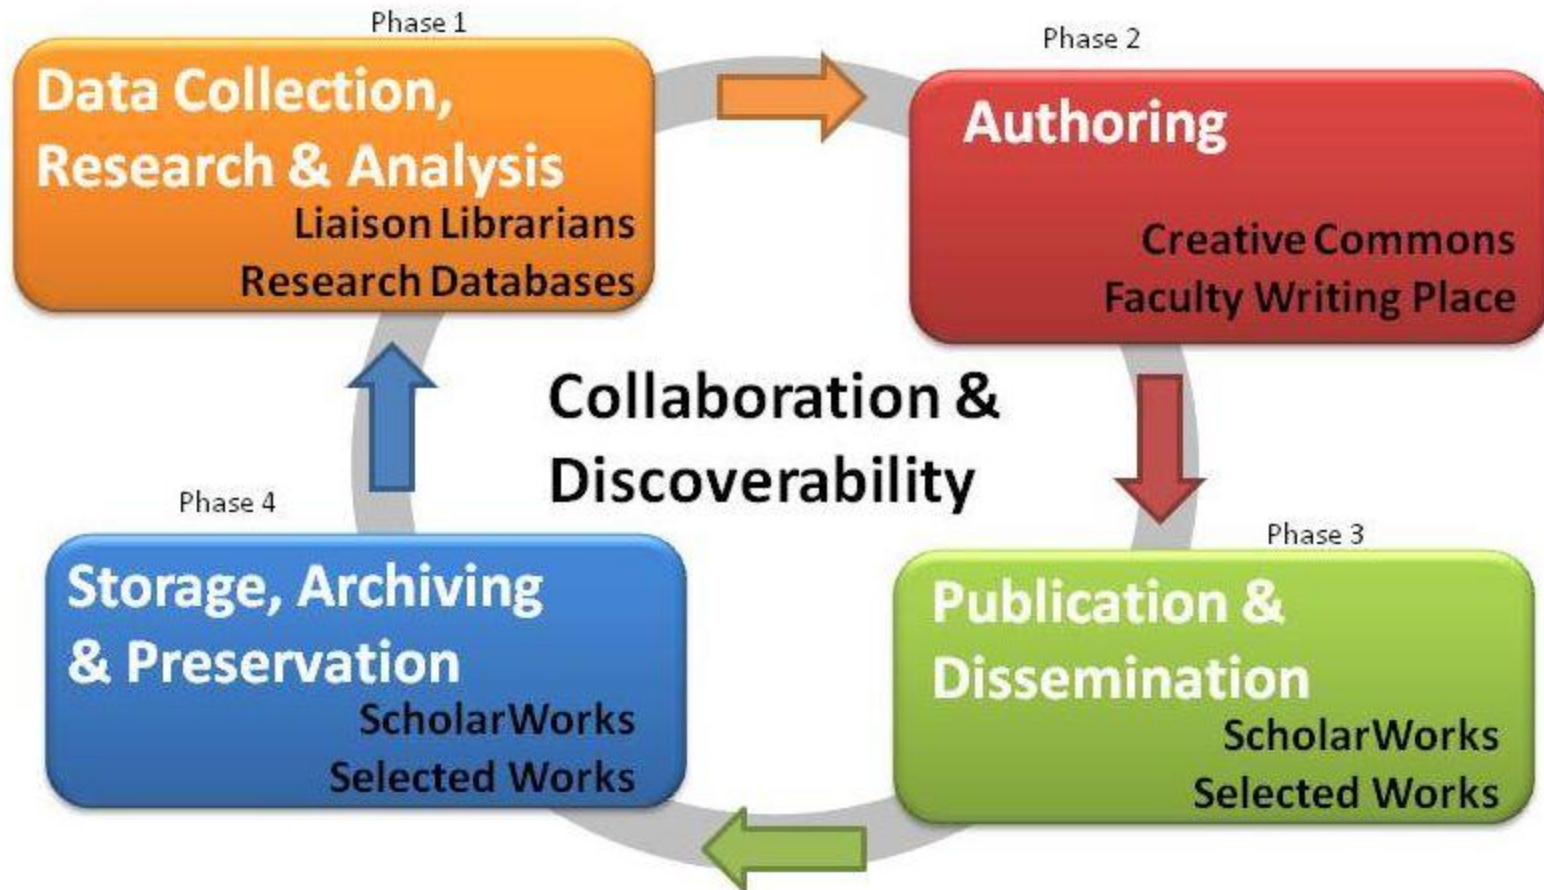 Phase 1
Data Collection,
Research & Analysis
Liaison Librarians
Research Databases
Phase 2
Authoring
Creative Commons
Faculty Writing Place
Collaboration &
Discoverability
Phase 3
Publication &
Dissemination
ScholarWorks
Selected Works
Phase 4
Storage, Archiving
& Preservation
ScholarWorks
Selected Works